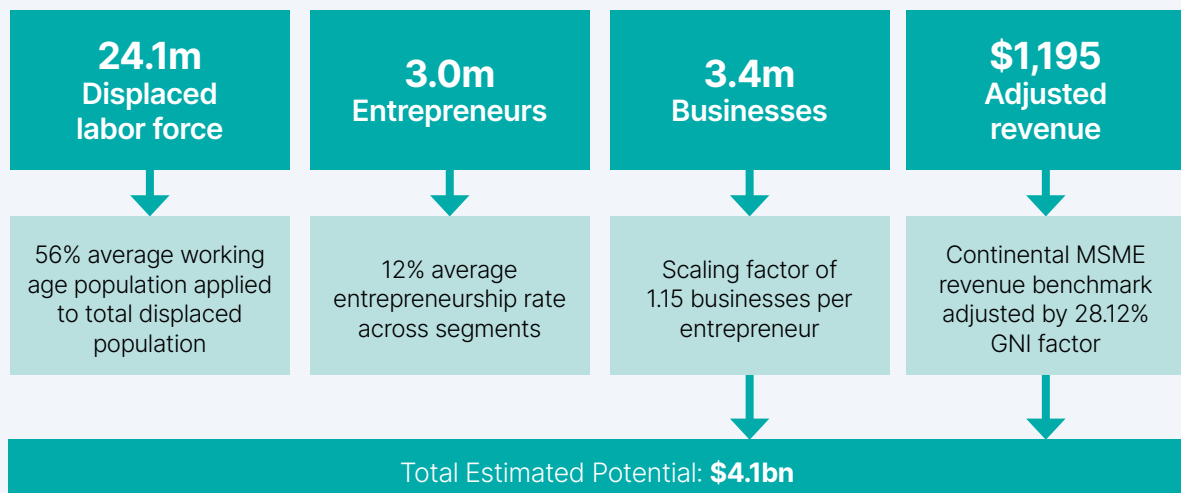 24.1m
Displaced
labor force
3.0m
Entrepreneurs
3.4m
Businesses
$1,195
Adjusted
revenue
56% average working
age population applied
to total displaced
population
12% average
entrepreneurship rate
across segments
Scaling factor of
1.15 businesses per
entrepreneur
Continental MSME
revenue benchmark
adjusted by 28.12%
GNI factor
Total Estimated Potential: $4.1bn